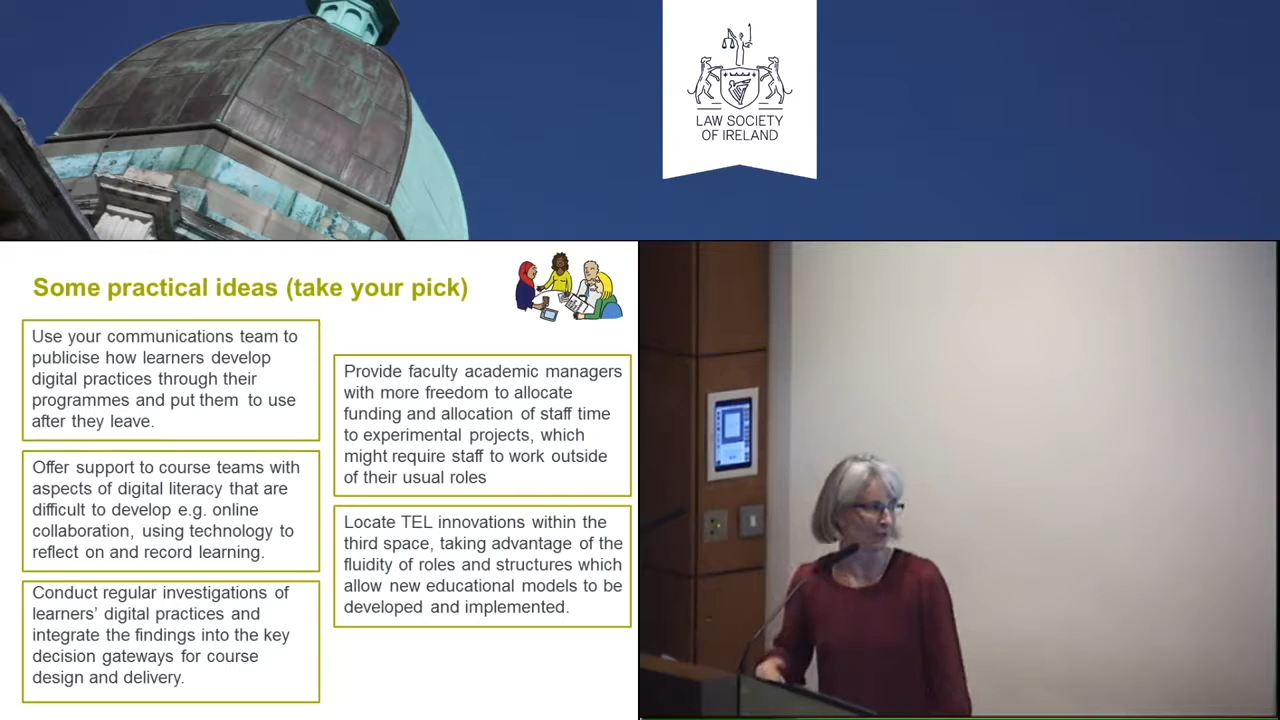 LAW SOCIETY
OF IRELAND
Some practical ideas (take your pick)
Use your communications team to
publicise how learners develop
digital practices through their
programmes and put them to use
after they leave.
Offer support to course teams with
aspects of digital literacy that are
difficult to develop e.g. online
collaboration, using technology to
reflect on and record learning.
Conduct regular investigations of
learners' digital practices and
integrate the findings into the key
decision gateways for course
design and delivery.
Provide faculty academic managers
with more freedom to allocate
funding and allocation of staff time
to experimental projects, which
might require staff to work outside
of their usual roles
Locate TEL innovations within the
third space, taking advantage of the
fluidity of roles and structures which
allow new educational models to be
developed and implemented.